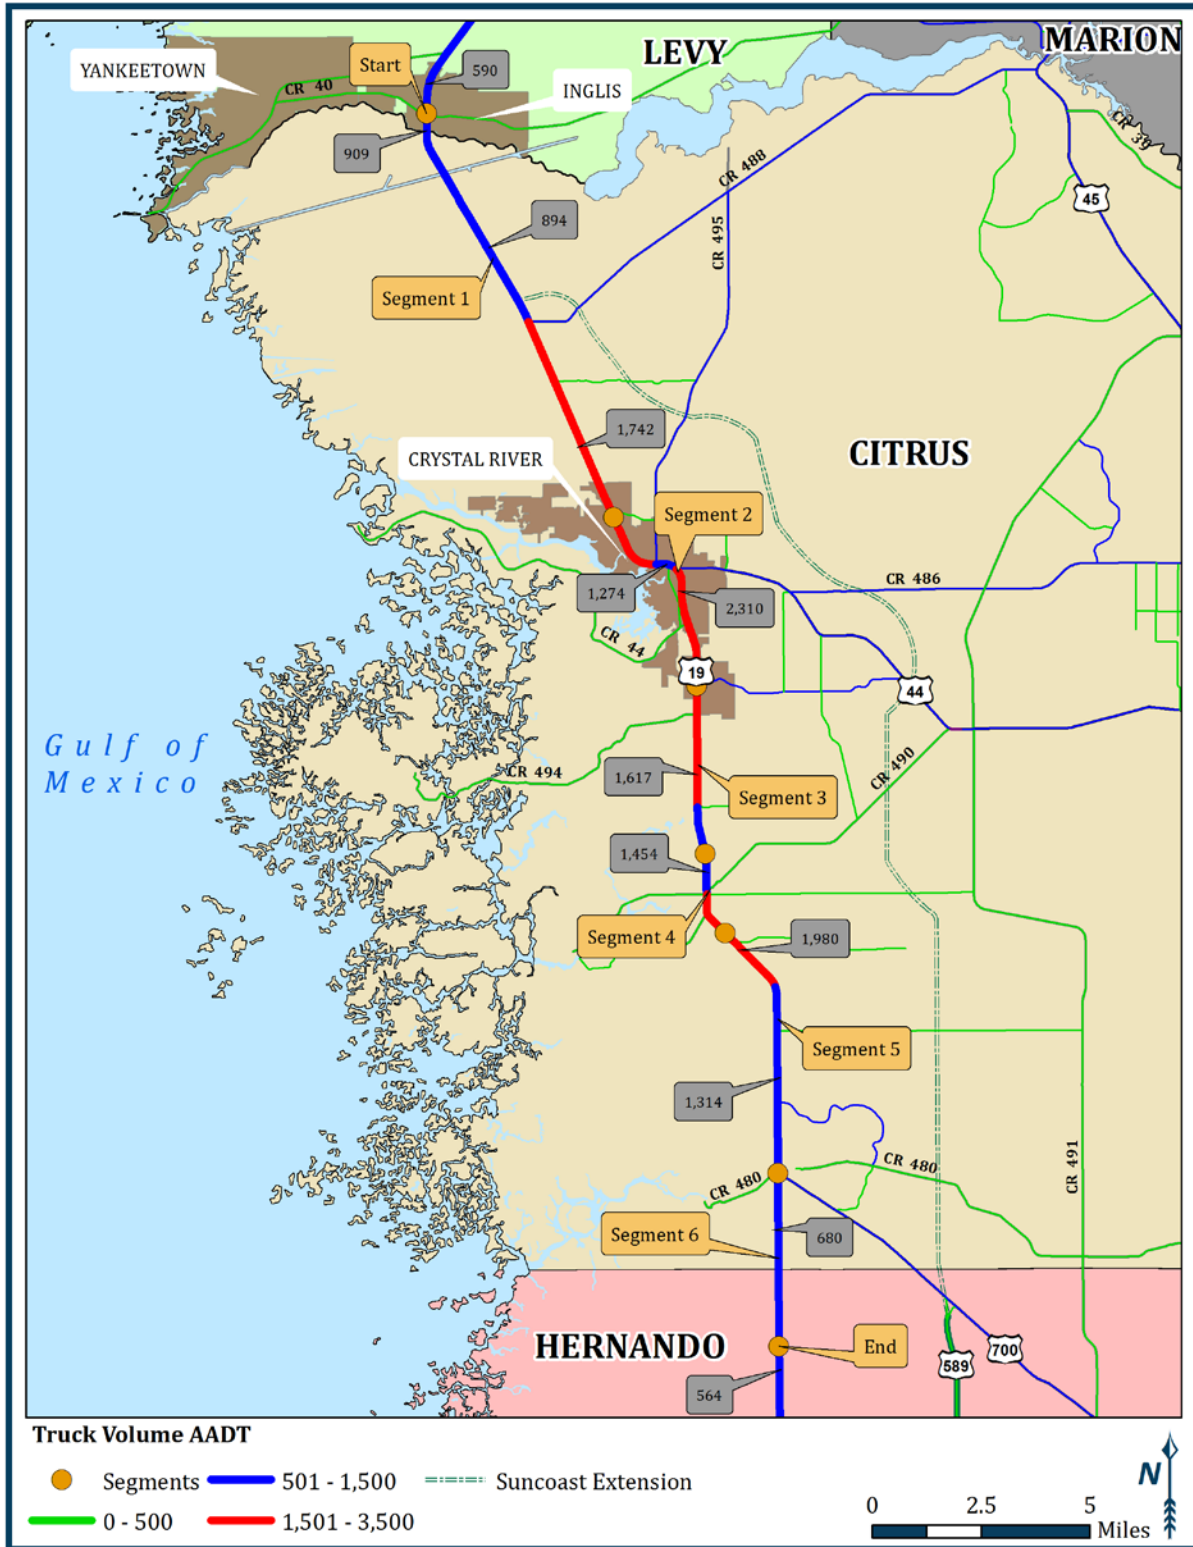 LEVY
MARION
YANKEETOWN
Start
590
CR 40
INGLIS
909
CR 39
CR 488
45
894
CR 495
Segment 1
1,742
CITRUS
CRYSTAL RIVER
Segment 2
CR 486
1,274
2,310
CR 44
19
44
Gulf of
Mexico
CR 490
CR 494
1,617
Segment 3
1,454
Segment 4
1,980
Segment 5
1,314
CR 480
CR 480
CR 491
Segment 6
680
HERNANDO
End
700
589
564
Truck Volume AADT
Segments
501 - 1,500
Suncoast Extension
0 - 500
1,501 - 3,500
0 2.5 5
Miles
N